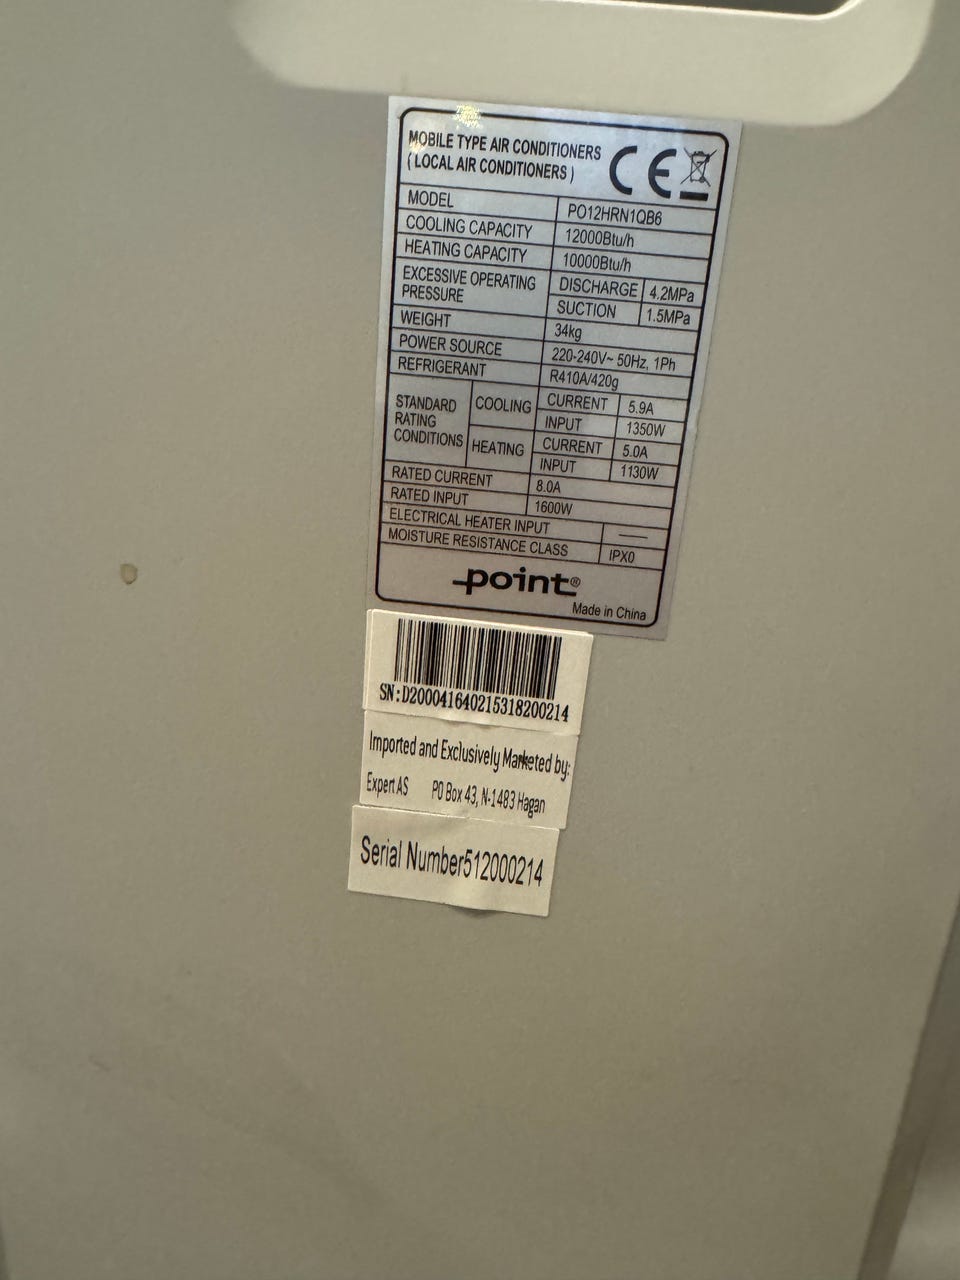 MOBILE TYPE AIR CONDITIONERS
( LOCAL AIR CONDITIONERS )
CE
MODEL PO12HRN1QB6
COOLING CAPACITY 12000Btu/h
HEATING CAPACITY 10000Btu/h
EXCESSIVE OPERATING PRESSURE DISCHARGE 4.2MPa
SUCTION 1.5MPa
WEIGHT 34kg
POWER SOURCE 220-240V~ 50Hz, 1Ph
REFRIGERANT R410A/420g
STANDARD RATING CONDITIONS COOLING CURRENT 5.9A
INPUT 1350W
HEATING CURRENT 5.0A
INPUT 1130W
RATED CURRENT 8.0A
RATED INPUT 1600W
ELECTRICAL HEATER INPUT —
MOISTURE RESISTANCE CLASS IPX0
point®
Made in China
SN:D200041640215318200214
Imported and Exclusively Marketed by:
Expert AS PO Box 43, N-1483 Hagan
Serial Number512000214